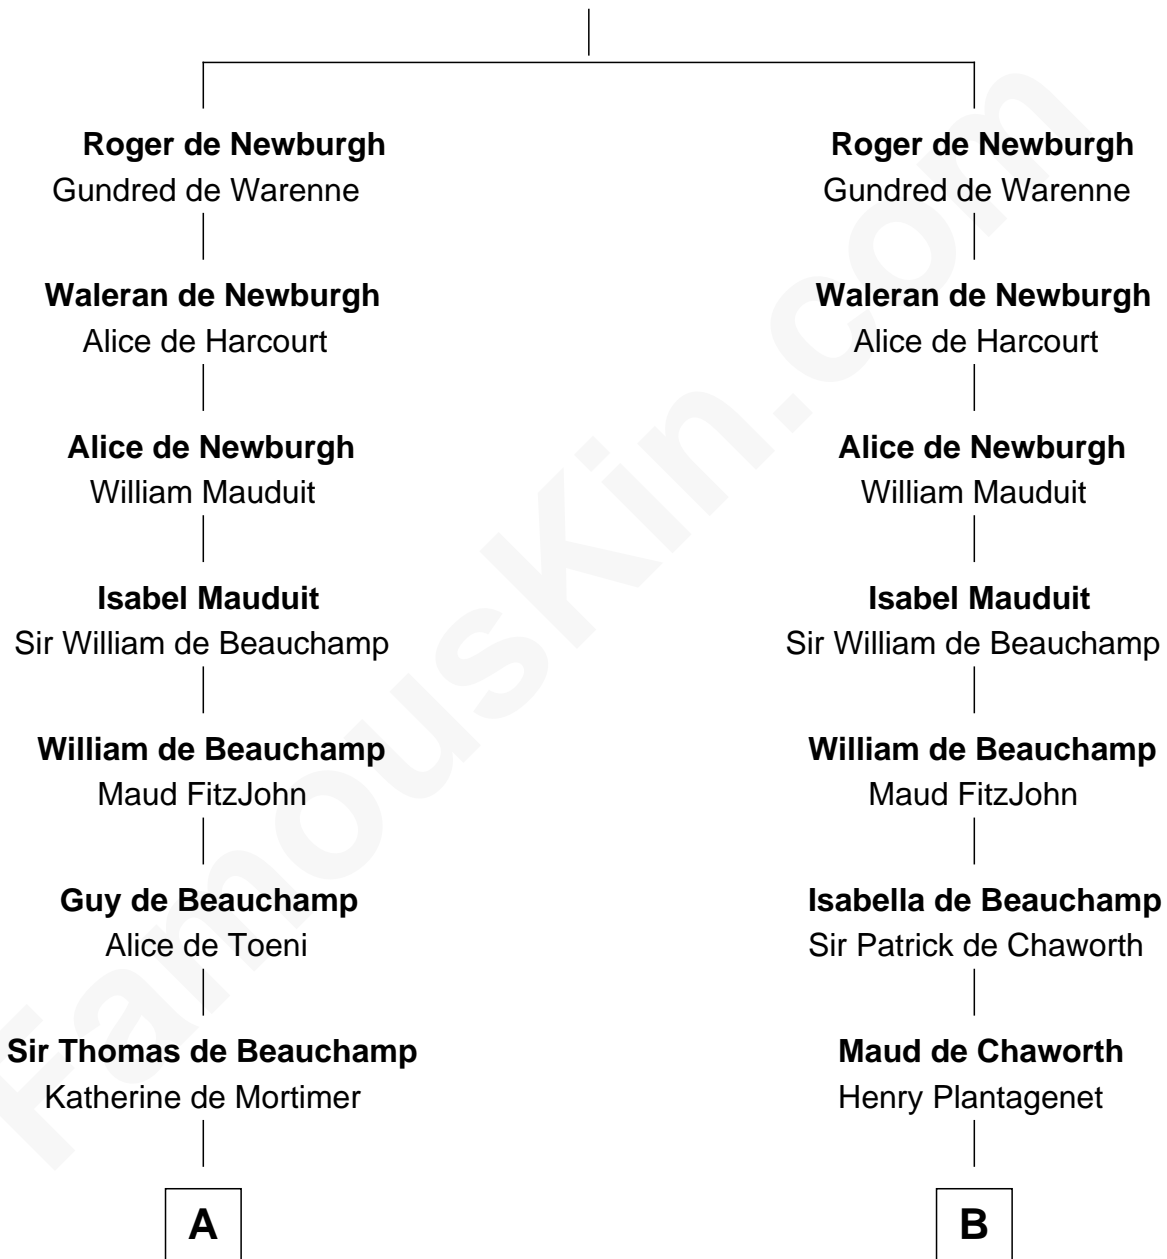 Roger de Newburgh
Gundred de Warenne
Waleran de Newburgh
Alice de Harcourt
Alice de Newburgh
William Mauduit
Isabel Mauduit
Sir William de Beauchamp
William de Beauchamp
Maud FitzJohn
Guy de Beauchamp
Alice de Toeni
Sir Thomas de Beauchamp
Katherine de Mortimer
A
Roger de Newburgh
Gundred de Warenne
Waleran de Newburgh
Alice de Harcourt
Alice de Newburgh
William Mauduit
Isabel Mauduit
Sir William de Beauchamp
William de Beauchamp
Maud FitzJohn
Isabella de Beauchamp
Sir Patrick de Chaworth
Maud de Chaworth
Henry Plantagenet
B
FamousKin.com